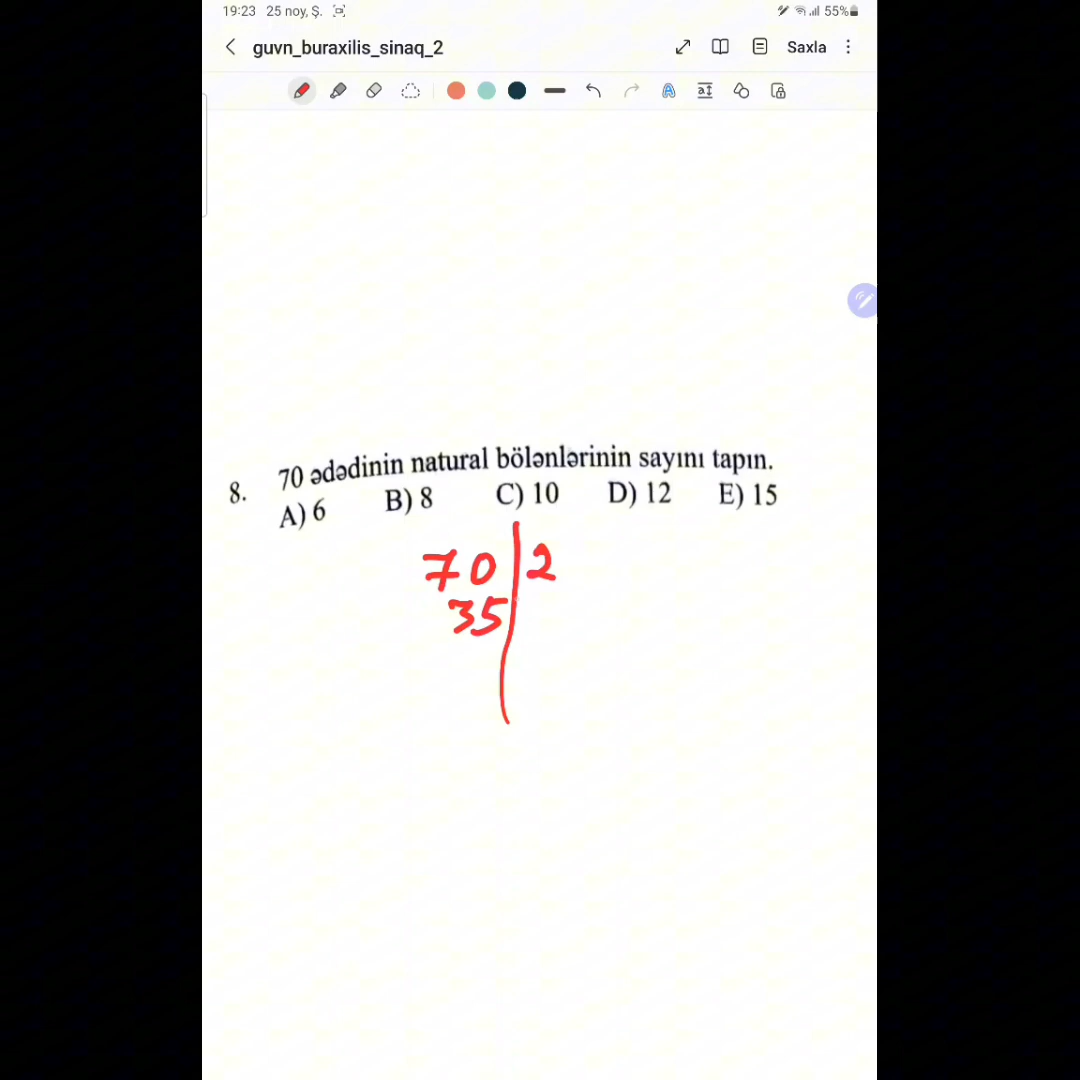 19:23 25 noy, Ş. 55%
guvn_buraxilis_sinaq_2 Saxla
8. 70 ədədinin natural bölənlərinin sayını tapın.
A) 6 B) 8 C) 10 D) 12 E) 15
70 2
35